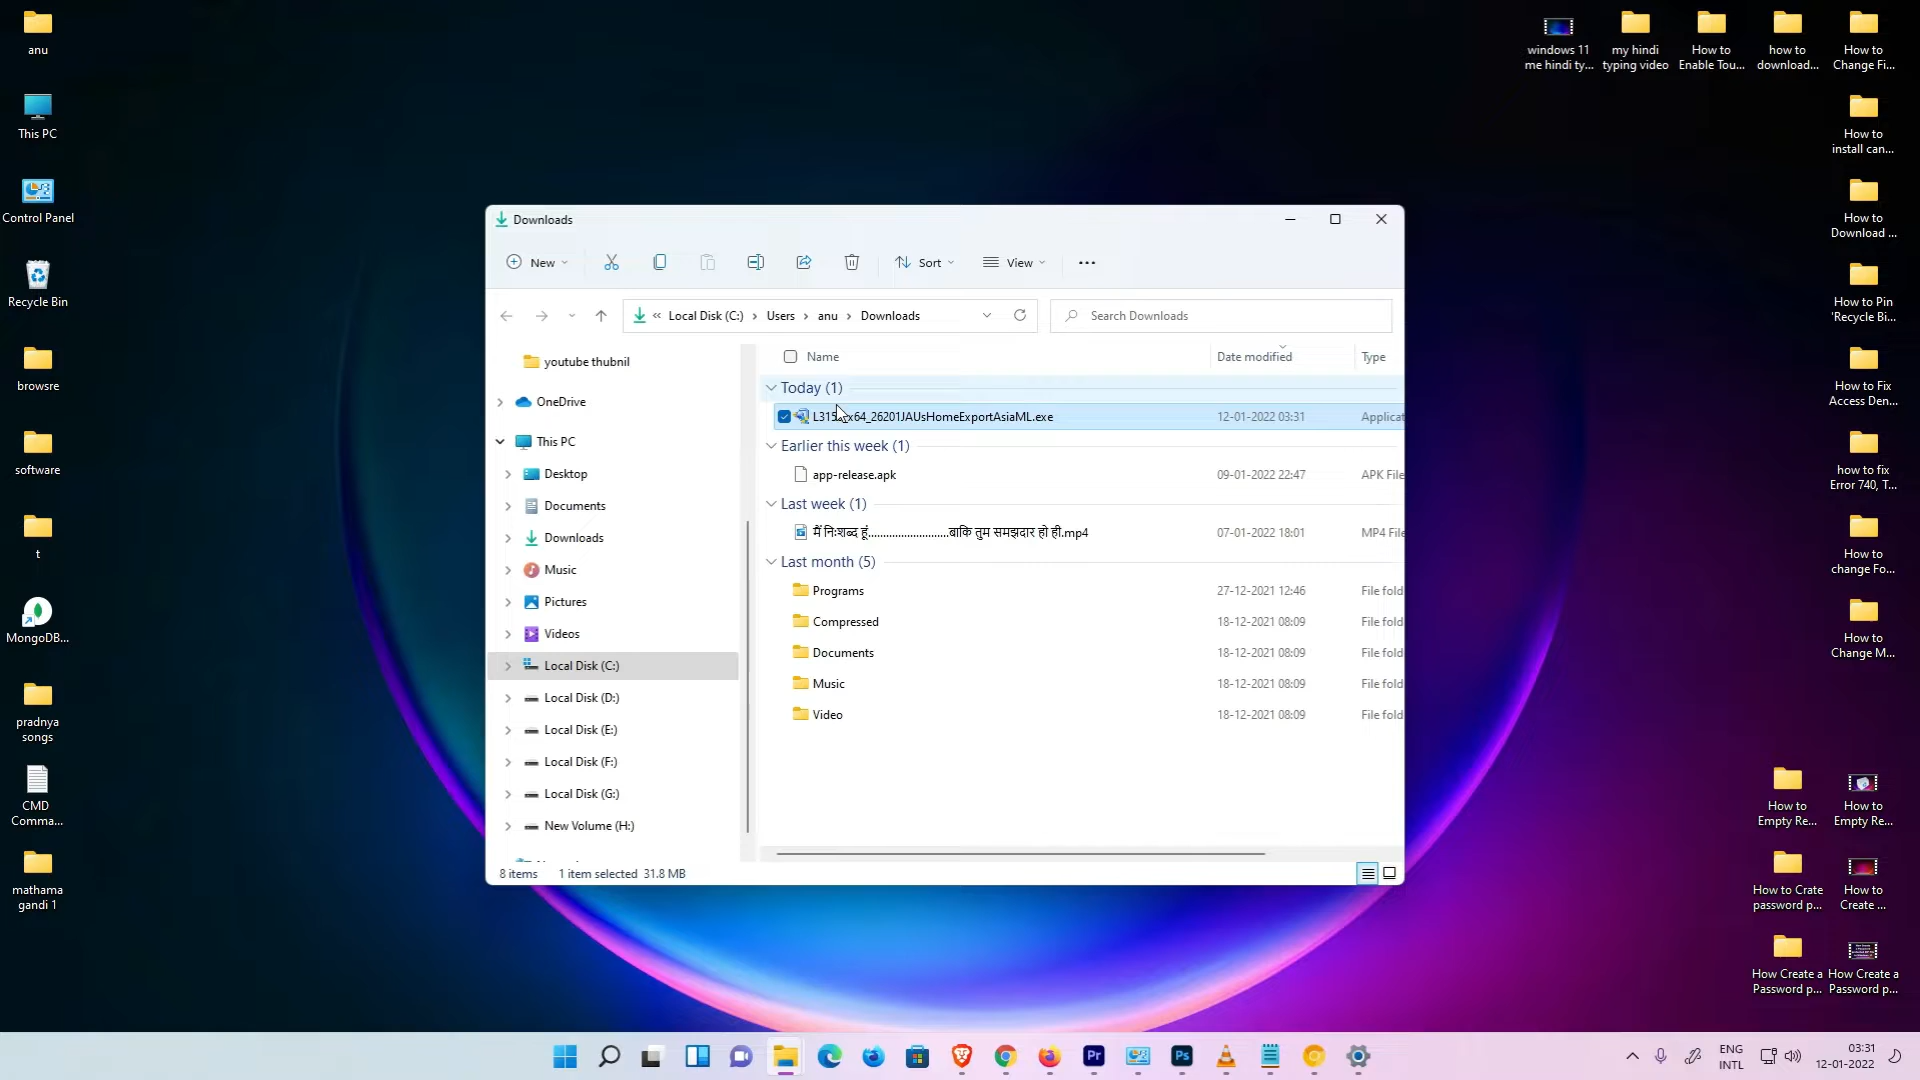 anu
This PC
Control Panel
Recycle Bin
browsre
software
t
MongoDB...
pradnya
songs
CMD
Comma...
mathama
gandi 1
windows 11
me hindi ty...
my hindi
typing video
How to
Enable Tou...
how to
download...
How to
Change Fi...
How to
install can...
How to
Download ...
How to Pin
'Recycle Bi...
How to Fix
Access Den...
how to fix
Error 740, T...
How to
change Fo...
How to
Change M...
Downloads
New
Sort
View
Local Disk (C:) Users anu Downloads
Search Downloads
youtube thubnil
OneDrive
This PC
Desktop
Documents
Downloads
Music
Pictures
Videos
Local Disk (C:)
Local Disk (D:)
Local Disk (E:)
Local Disk (F:)
Local Disk (G:)
New Volume (H:)
Name Date modified Type
Today (1)
12-01-2022 03:31
Earlier this week (1)
app-release.apk 09-01-2022 22:47 APK File
Last week (1)
मैं निःशब्द हूं...........................बाकि तुम समझदार हो ही.mp4 07-01-2022 18:01 MP4 File
Last month (5)
Programs 27-12-2021 12:46 File fold
Compressed 18-12-2021 08:09 File fold
Documents 18-12-2021 08:09 File fold
Music 18-12-2021 08:09 File fold
Video 18-12-2021 08:09 File fold
8 items 1 item selected 31.8 MB
How to
Empty Re...
How to
Empty Re...
How to Crate
password p...
How to
Create ...
How Create a
Password p...
How Create a
Password p...
Pr
Ps
ENG
INTL
03:31
12-01-2022